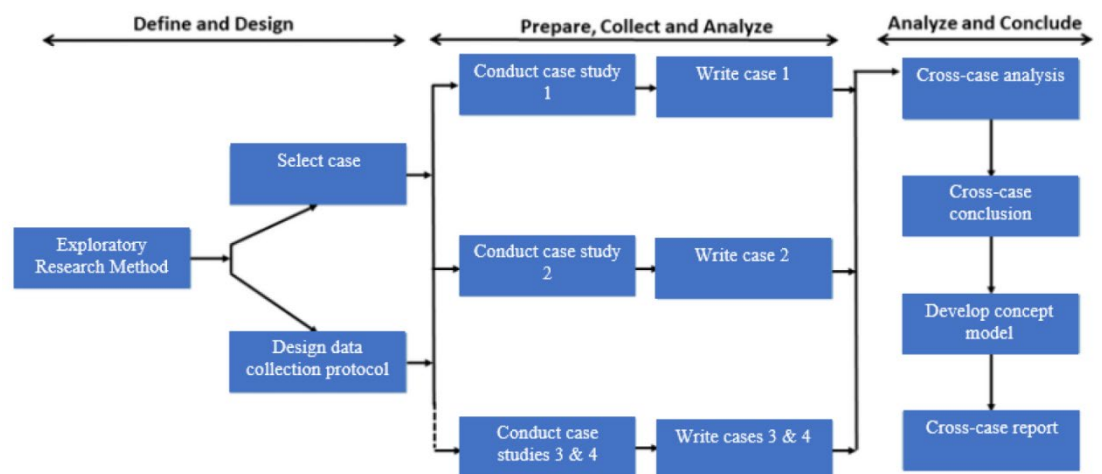 Define and Design
Prepare, Collect and Analyze
Analyze and Conclude
Exploratory
Research Method
Select case
Design data
collection protocol
Conduct case study
1
Write case 1
Conduct case study
2
Write case 2
Conduct case
studies 3 & 4
Write cases 3 & 4
Cross-case analysis
Cross-case
conclusion
Develop concept
model
Cross-case report